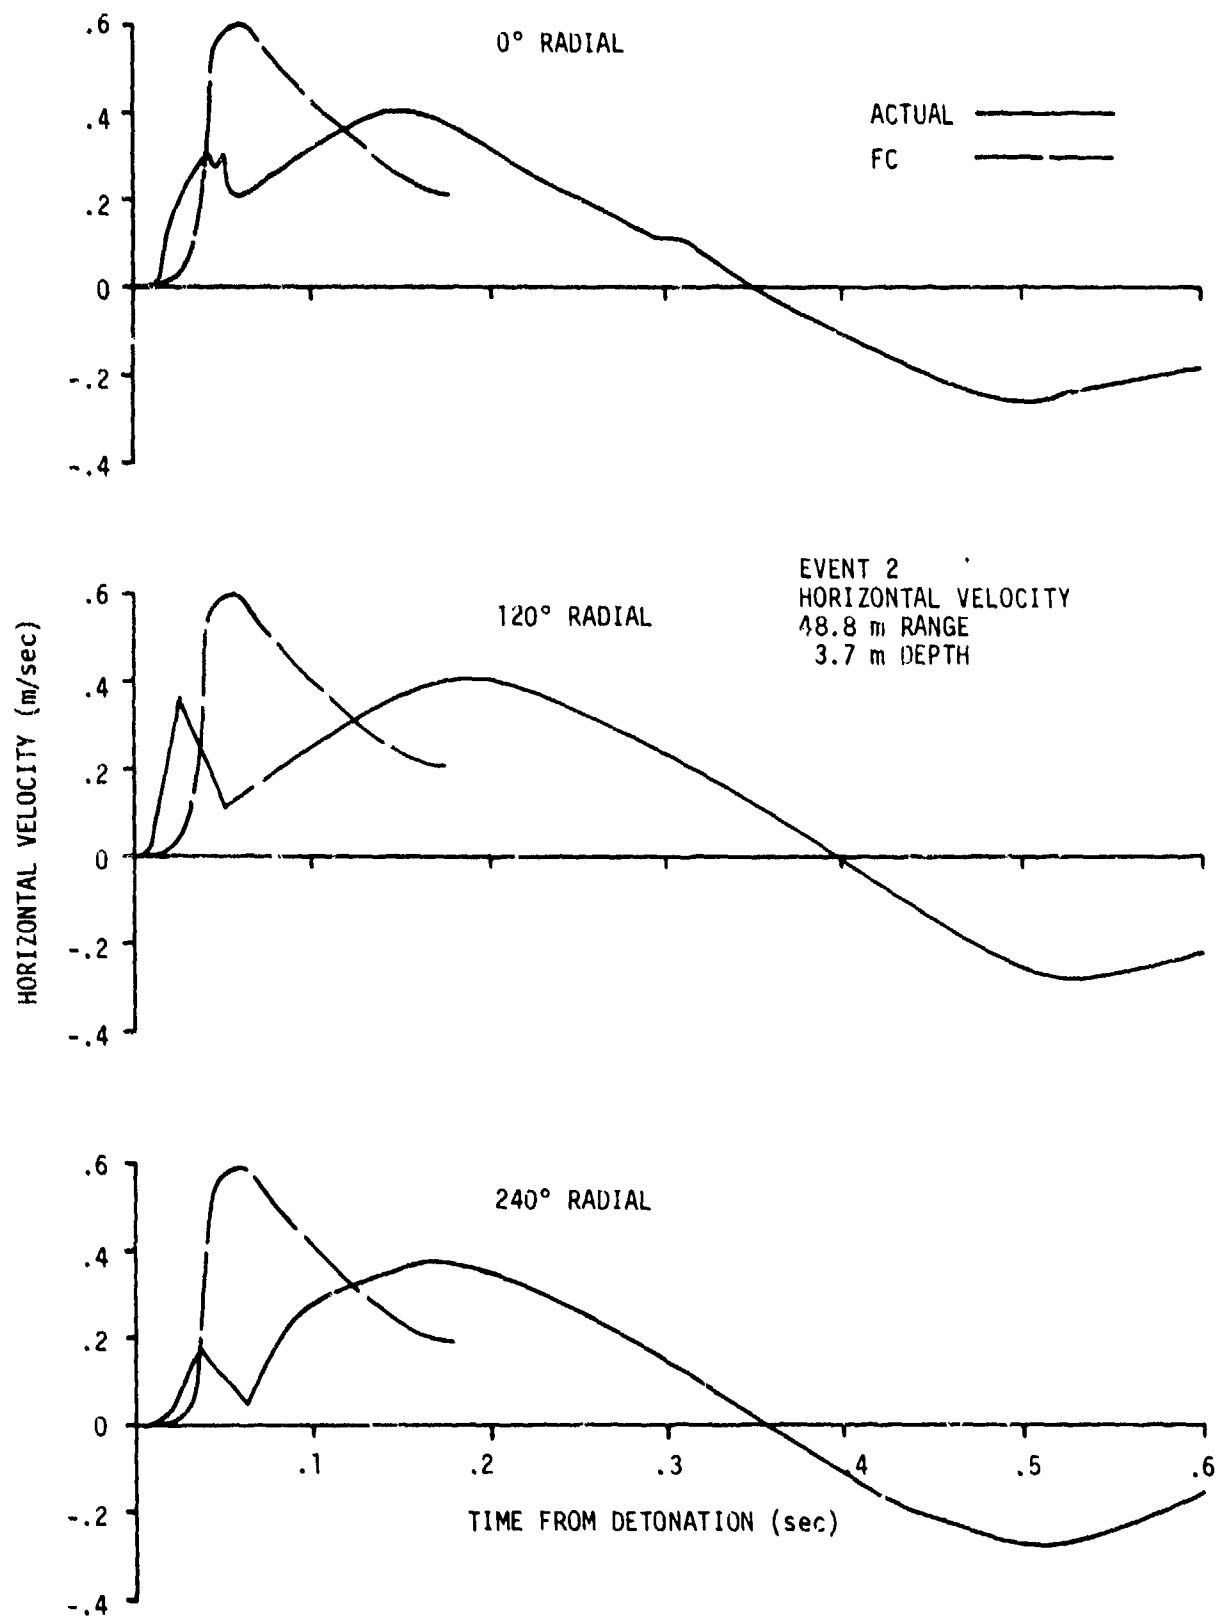 .6
0° RADIAL
ACTUAL
.4
FC
.2
0
-.2
-.4
EVENT 2
HORIZONTAL VELOCITY
48.8 m RANGE
3.7 m DEPTH
.6
120° RADIAL
.4
.2
0
-.2
-.4
HORIZONTAL VELOCITY (m/sec)
.6
240° RADIAL
.4
.2
0
.1 .2 .3 .4 .5 .6
-.2
TIME FROM DETONATION (sec)
-.4